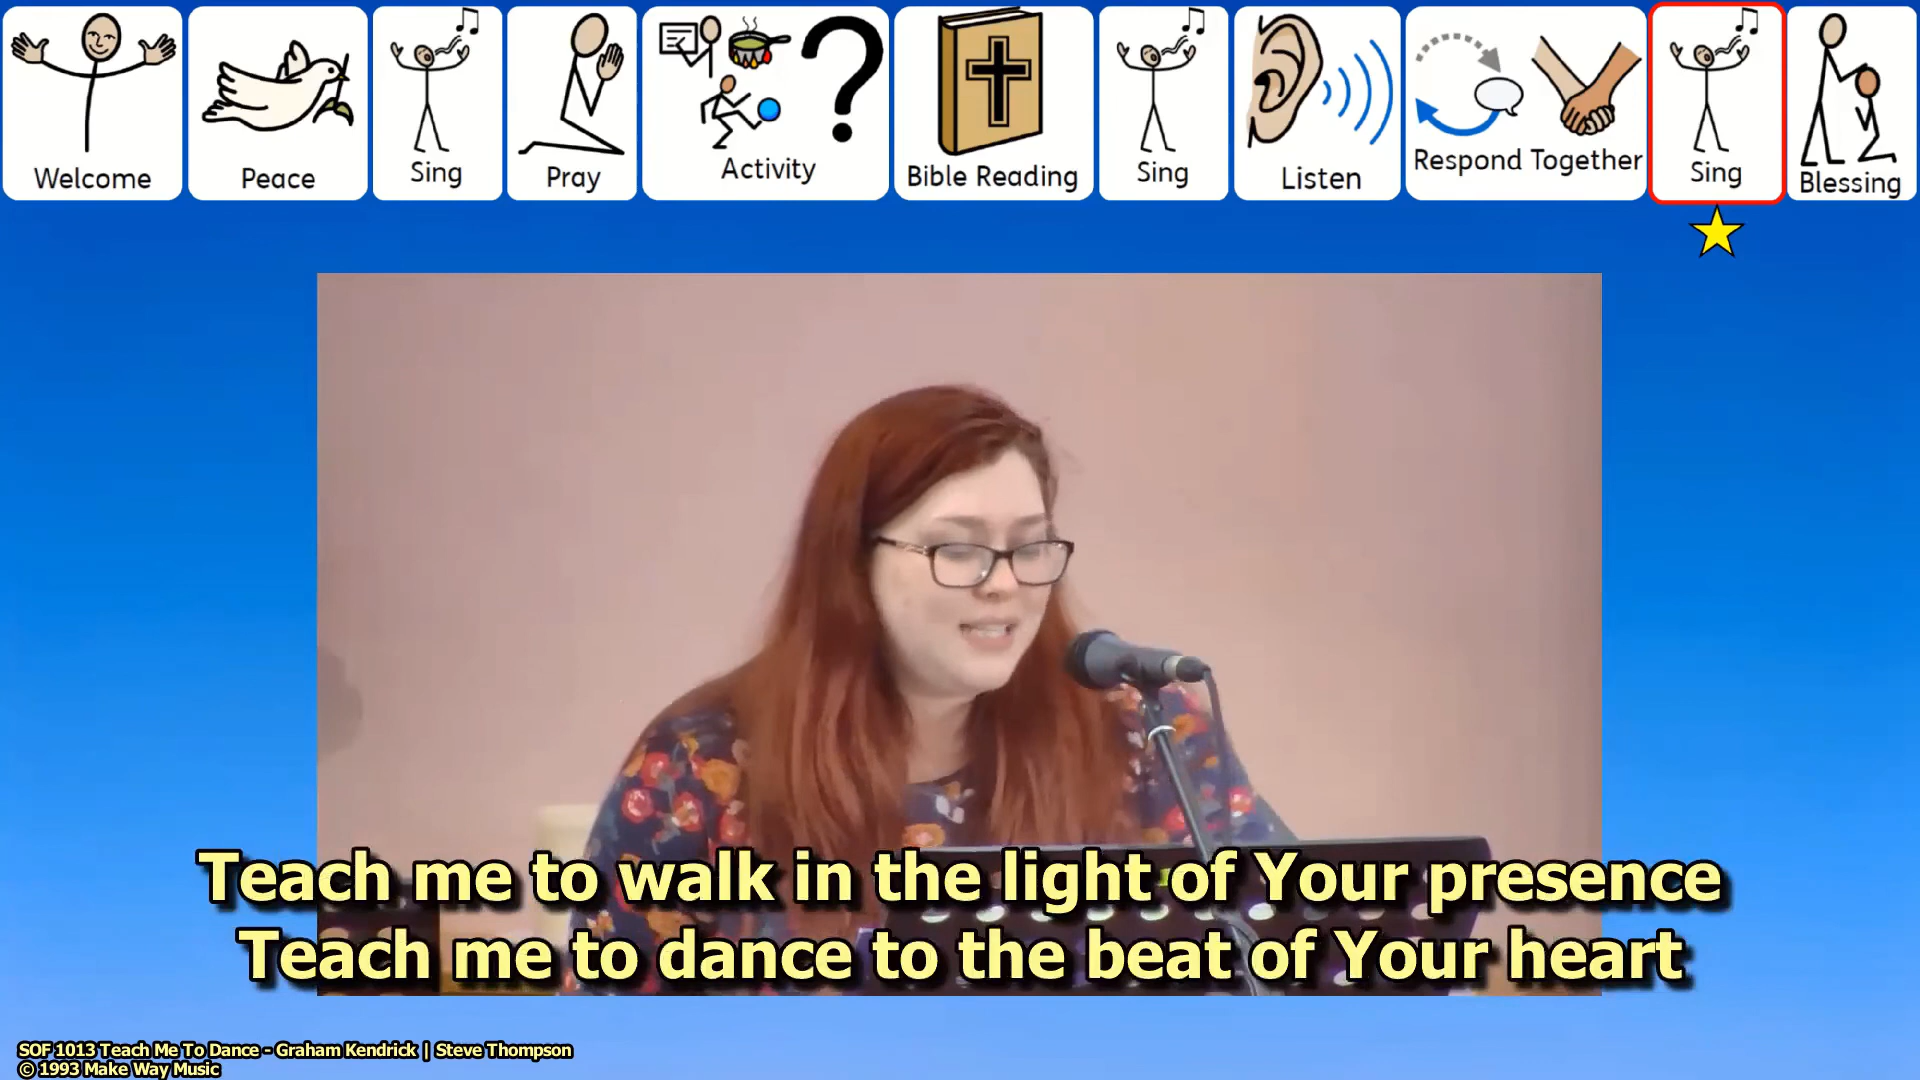 Welcome
Peace
Sing
Pray
Activity
Bible Reading
Sing
Listen
Respond Together
Sing
Blessing
Teach me to walk in the light of Your presence
Teach me to dance to the beat of Your heart
SOF 1013 Teach Me To Dance - Graham Kendrick | Steve Thompson
© 1993 Make Way Music